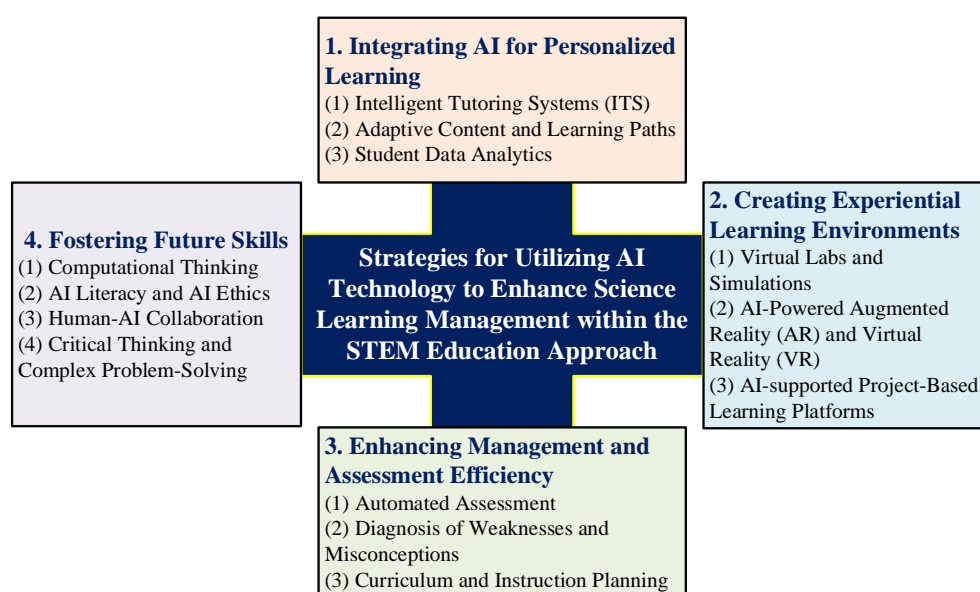 1. Integrating AI for Personalized
Learning
(1) Intelligent Tutoring Systems (ITS)
(2) Adaptive Content and Learning Paths
(3) Student Data Analytics
4. Fostering Future Skills
(1) Computational Thinking
(2) AI Literacy and AI Ethics
(3) Human-AI Collaboration
(4) Critical Thinking and
Complex Problem-Solving
Strategies for Utilizing AI
Technology to Enhance Science
Learning Management within the
STEM Education Approach
2. Creating Experiential
Learning Environments
(1) Virtual Labs and
Simulations
(2) AI-Powered Augmented
Reality (AR) and Virtual
Reality (VR)
(3) AI-supported Project-Based
Learning Platforms
3. Enhancing Management and
Assessment Efficiency
(1) Automated Assessment
(2) Diagnosis of Weaknesses and
Misconceptions
(3) Curriculum and Instruction Planning